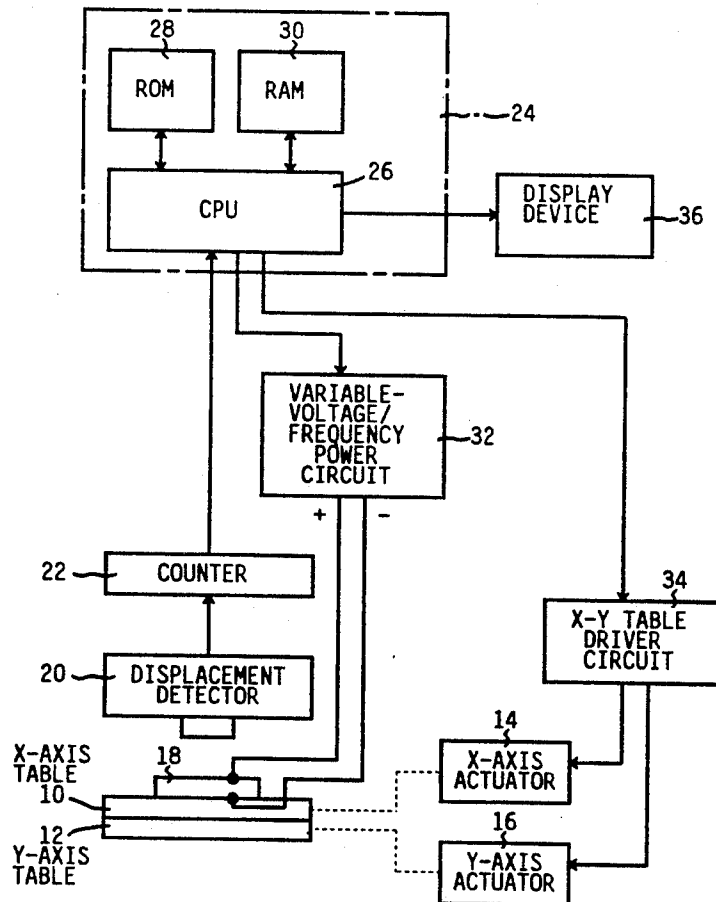 28
30
ROM
RAM
24
26
CPU
DISPLAY
DEVICE
36
VARIABLE-
VOLTAGE/
FREQUENCY
POWER
CIRCUIT
32
+
-
22
COUNTER
34
X-Y TABLE
DRIVER
CIRCUIT
20
DISPLACEMENT
DETECTOR
14
X-AXIS
ACTUATOR
X-AXIS
TABLE
18
10
12
Y-AXIS
TABLE
16
Y-AXIS
ACTUATOR